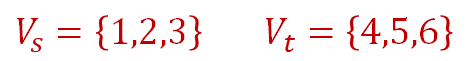 V_s = {1,2,3} V_t = {4,5,6}